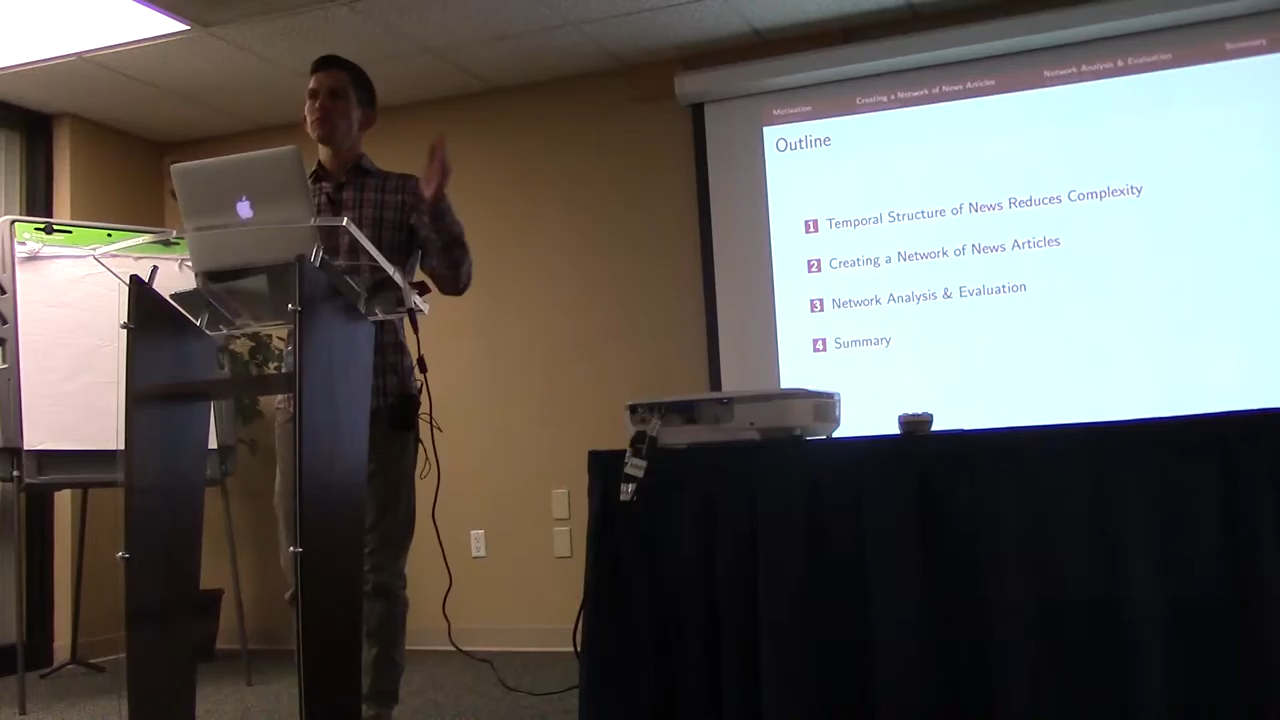 Motivation
Creating a Network of News Articles
Network Analysis & Evaluation
Summary
Outline
1 Temporal Structure of News Reduces Complexity
2 Creating a Network of News Articles
3 Network Analysis & Evaluation
4 Summary